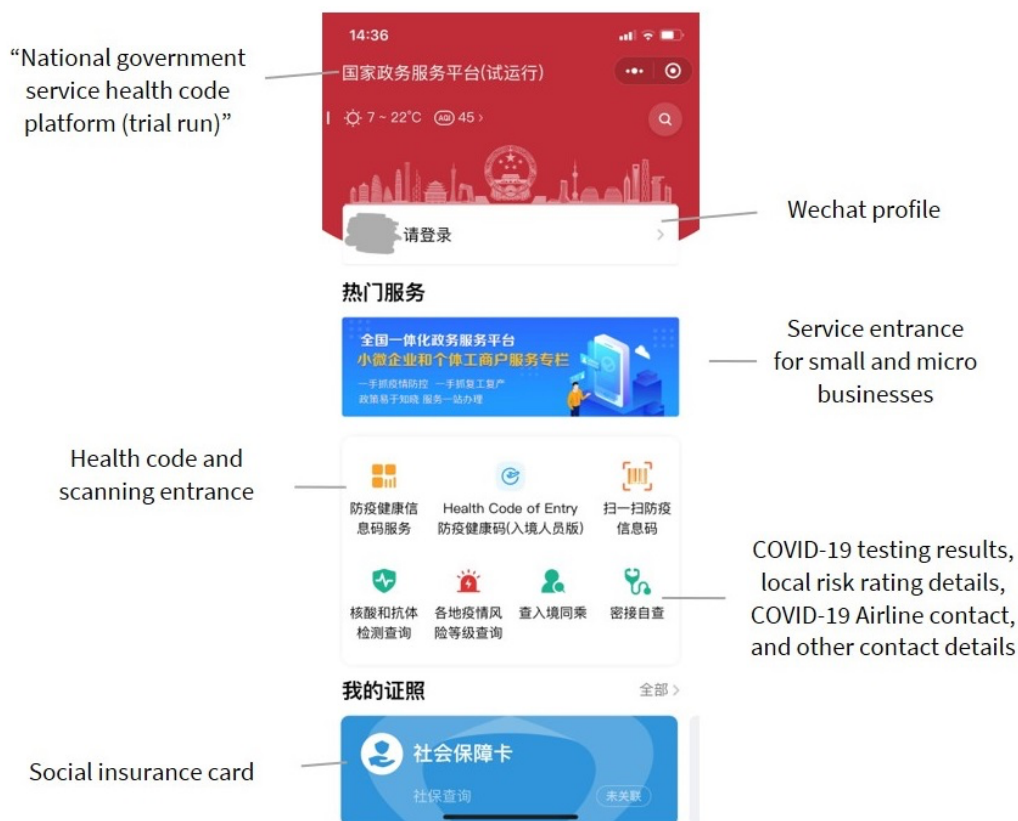 “National government
service health code
platform (trial run)”
14:36
国家政务服务平台(试运行)
7 ~ 22°C AQI 45 ›
请登录
Wechat profile
热门服务
全国一体化政务服务平台
小微企业和个体工商户服务专栏
一手抓疫情防控 一手抓复工复产
政策易于知晓 服务一站办理
Service entrance
for small and micro
businesses
Health code and
scanning entrance
防疫健康信
息码服务
Health Code of Entry
防疫健康码(入境人员版)
扫一扫防疫
信息码
核酸和抗体
检测查询
各地疫情风
险等级查询
查入境同乘
密接自查
COVID-19 testing results,
local risk rating details,
COVID-19 Airline contact,
and other contact details
我的证照
全部 ›
Social insurance card
社会保障卡
社保查询
未关联